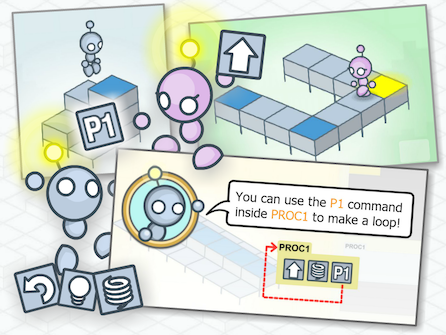 P1
You can use the P1 command
inside PROC1 to make a loop!
PROC1
PROC1
P1